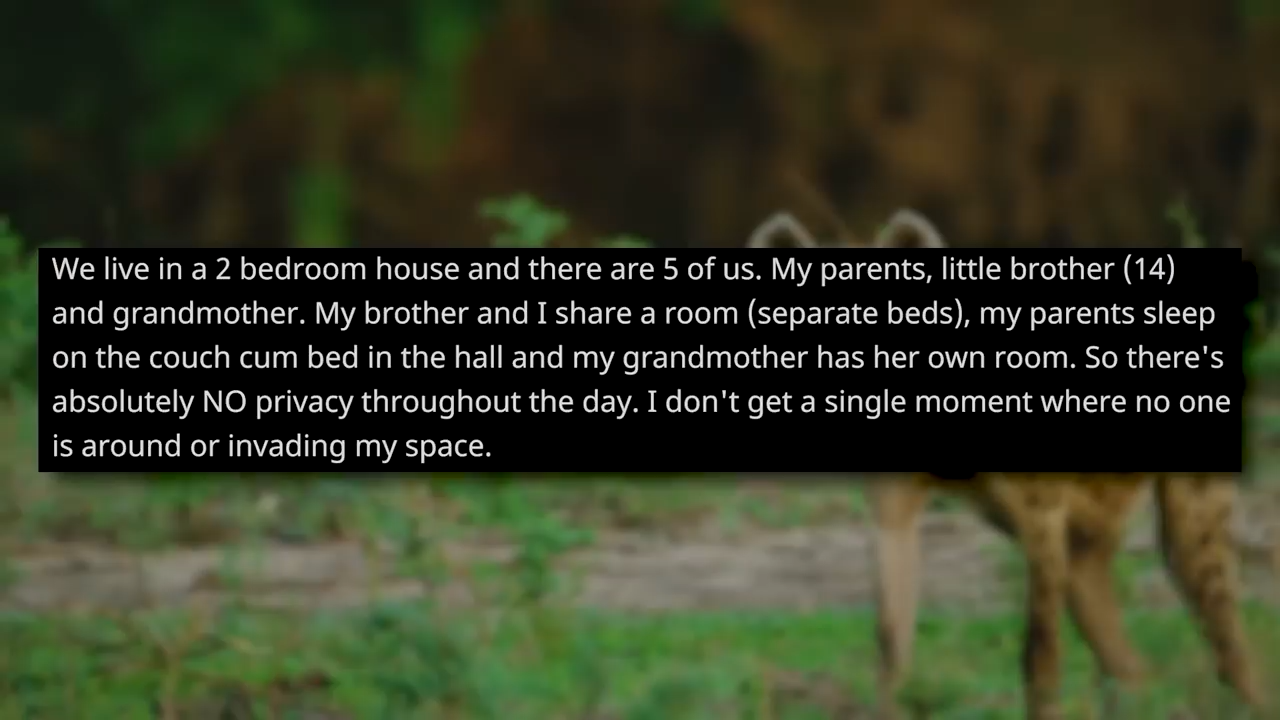 We live in a 2 bedroom house and there are 5 of us. My parents, little brother (14)
and grandmother. My brother and I share a room (separate beds), my parents sleep
on the couch cum bed in the hall and my grandmother has her own room. So there's
absolutely NO privacy throughout the day. I don't get a single moment where no one
is around or invading my space.